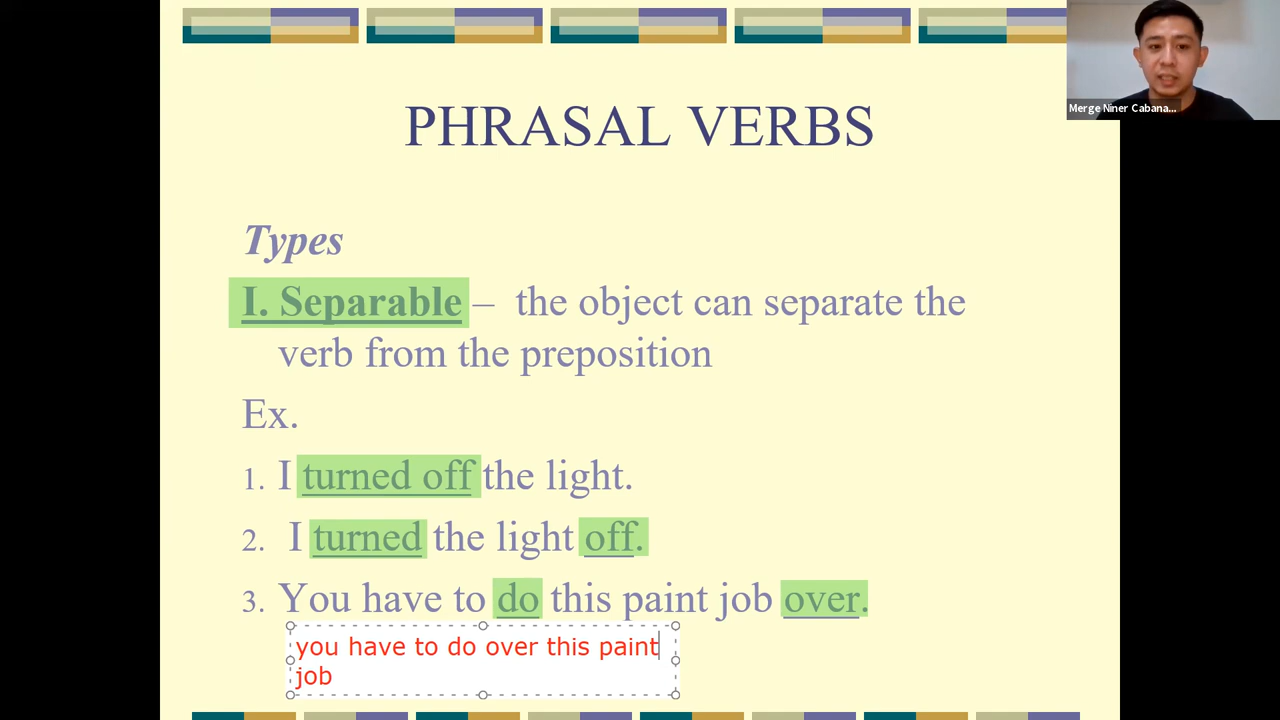 Merge Niner Cabana...
PHRASAL VERBS
Types
I. Separable – the object can separate the
verb from the preposition
Ex.
1. I turned off the light.
2. I turned the light off.
3. You have to do this paint job over.
you have to do over this paint
job